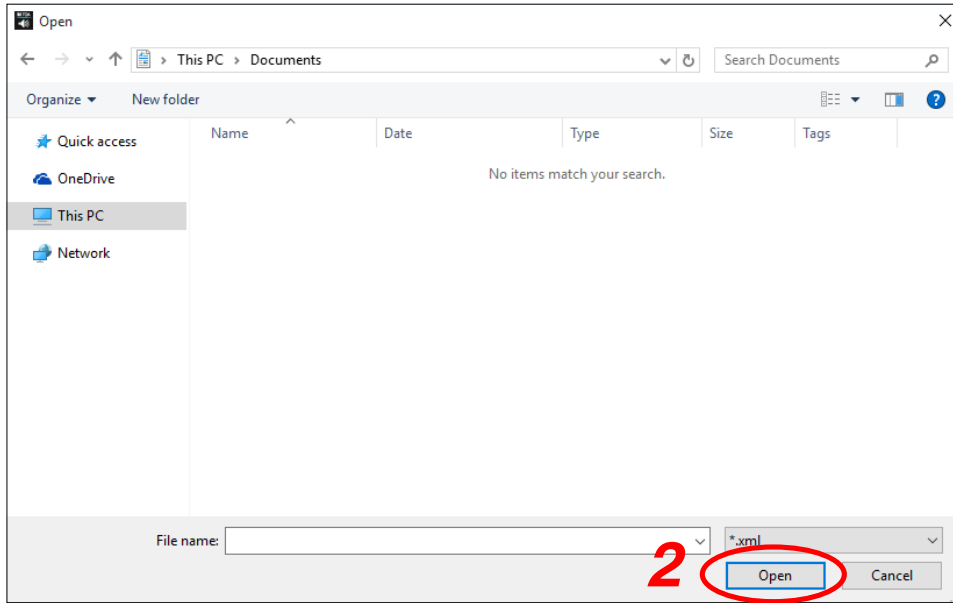 Open
This PC > Documents
Search Documents
Organize
New folder
Name
Date
Type
Size
Tags
Quick access
No items match your search.
OneDrive
This PC
Network
File name:
*.xml
2
Open
Cancel